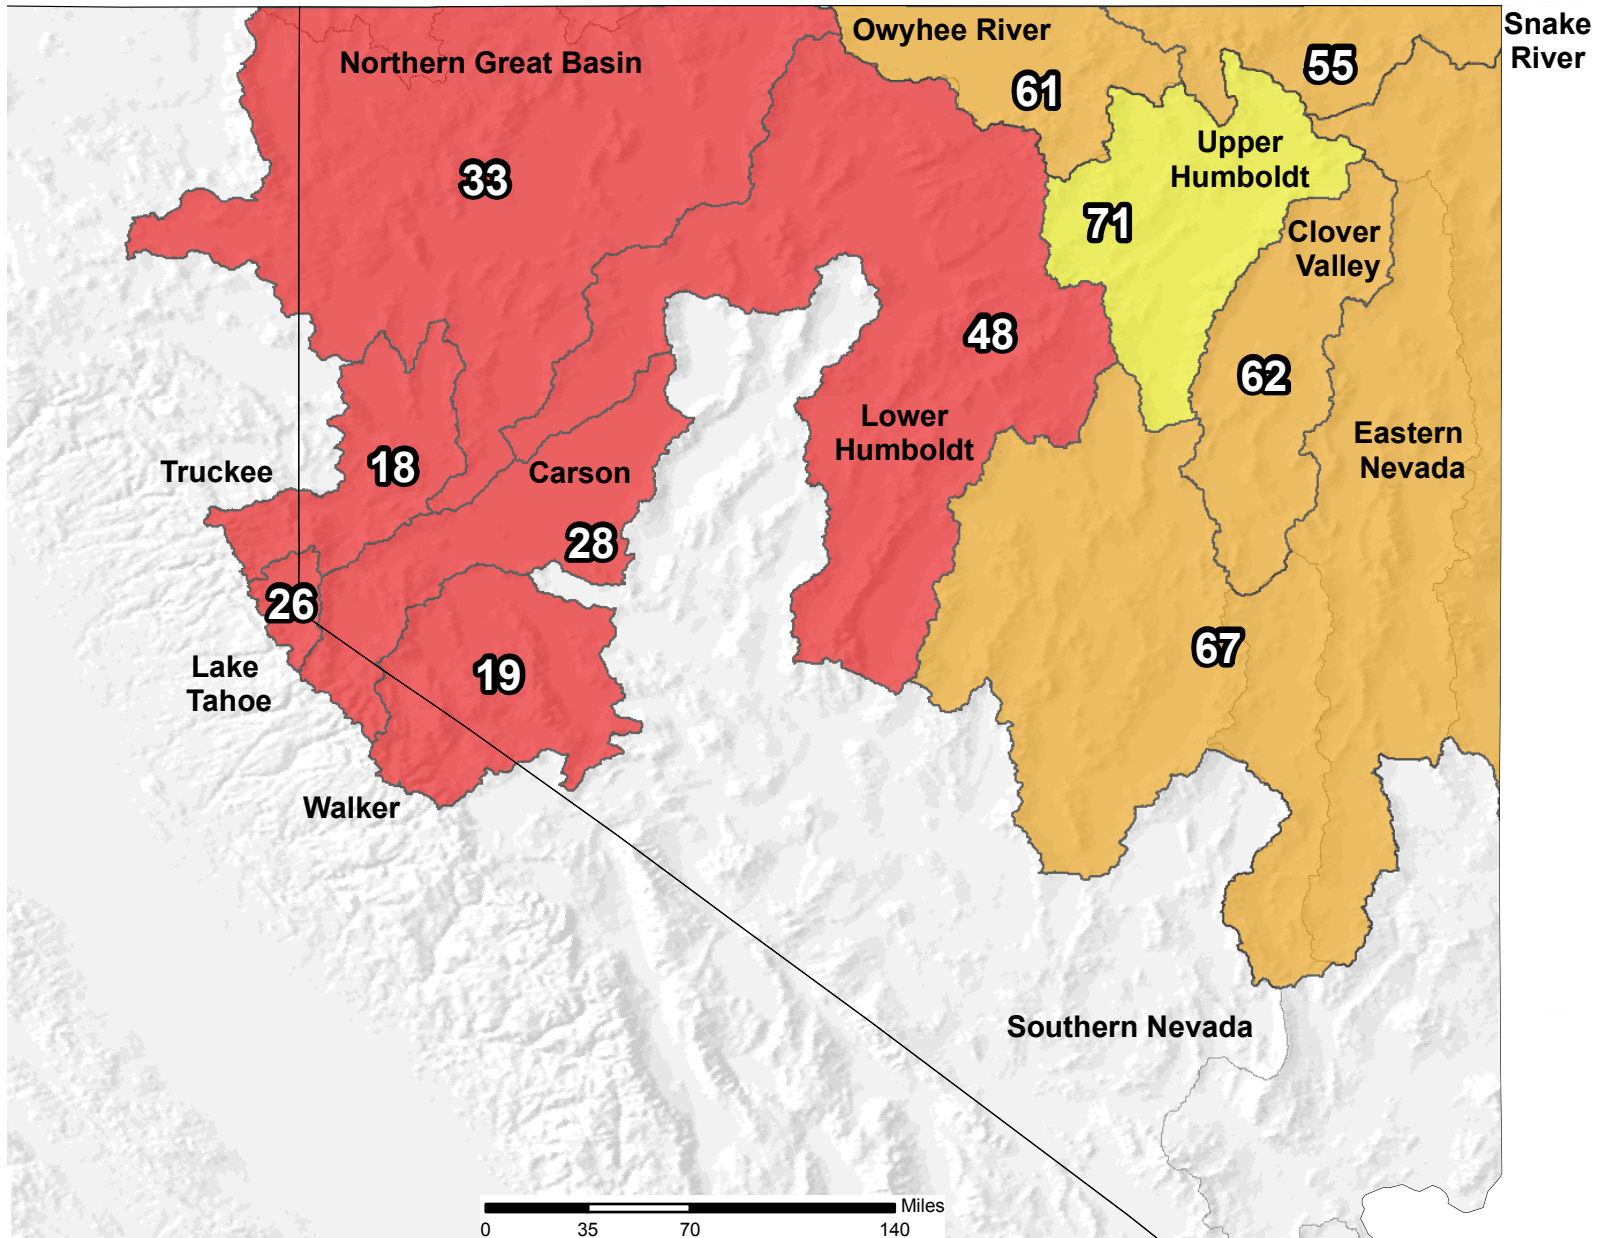 Owyhee River
Snake
River
Northern Great Basin
55
61
Upper
Humboldt
33
71
Clover
Valley
48
62
Lower
Humboldt
Eastern
Nevada
Truckee
18
Carson
28
26
67
Lake
Tahoe
19
Walker
Southern Nevada
Miles
0 35 70 140